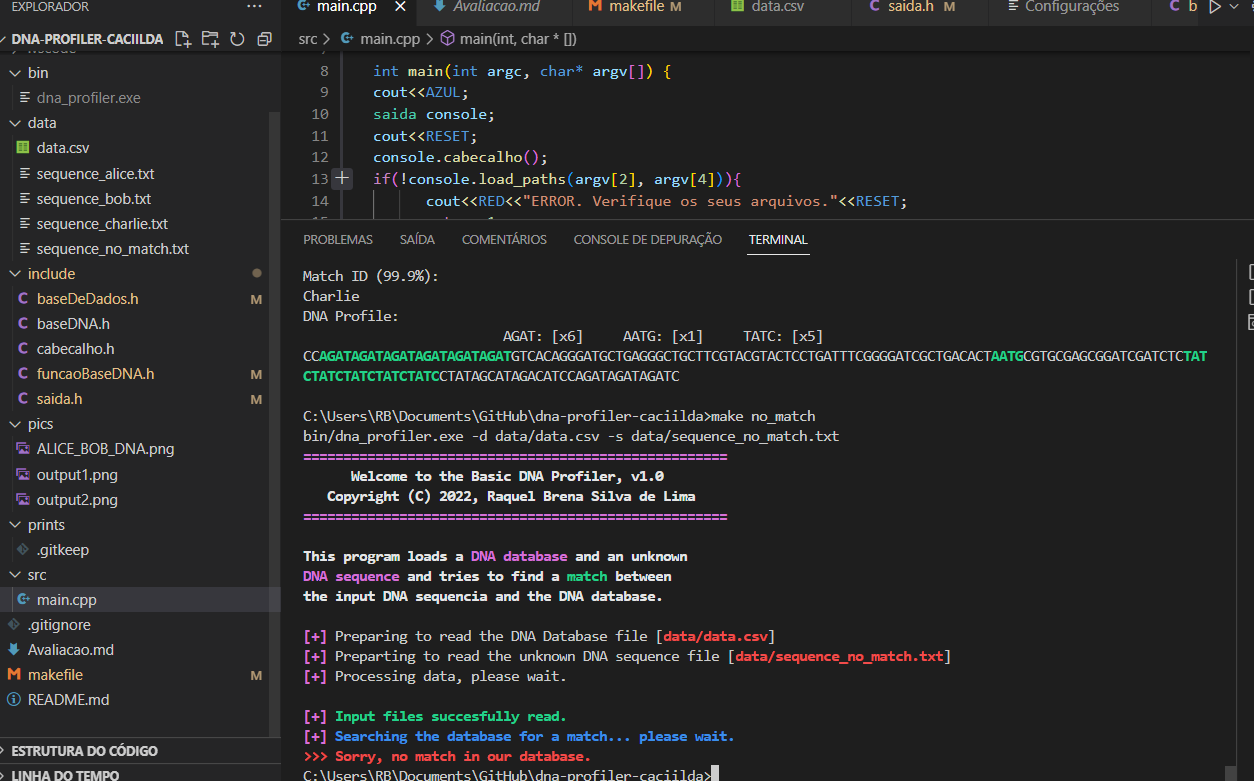 EXPLORADOR
DNA-PROFILER-CACIILDA
bin
dna_profiler.exe
data
data.csv
sequence_alice.txt
sequence_bob.txt
sequence_charlie.txt
sequence_no_match.txt
include
baseDeDados.h M
baseDNA.h
cabecalho.h
funcaoBaseDNA.h M
saida.h M
pics
ALICE_BOB_DNA.png
output1.png
output2.png
prints
.gitkeep
src
main.cpp
.gitignore
Avaliacao.md
makefile M
README.md
ESTRUTURA DO CÓDIGO
LINHA DO TEMPO
main.cpp Avaliacao.md makefile M data.csv saida.h M Configurações b
src > main.cpp > main(int, char * [])
8 int main(int argc, char* argv[]) {
9 cout<<AZUL;
10 saida console;
11 cout<<RESET;
12 console.cabecalho();
13 if(!console.load_paths(argv[2], argv[4])){
14 cout<<RED<<"ERROR. Verifique os seus arquivos."<<RESET;
PROBLEMAS SAÍDA COMENTÁRIOS CONSOLE DE DEPURAÇÃO TERMINAL
Match ID (99.9%):
Charlie
DNA Profile:
AGAT: [x6] AATG: [x1] TATC: [x5]
CCAGATAGATAGATAGATAGATAGATGTCACAGGGATGCTGAGGGCTGCTTCGTACGTACTCCTGATTTCGGGGATCGCTGACACTAATGCGTGCGAGCGGATCGATCTCTAT
CTATCTATCTATCTATCCTATAGCATAGACATCCAGATAGATAGATC
C:\Users\RB\Documents\GitHub\dna-profiler-caciilda>make no_match
bin/dna_profiler.exe -d data/data.csv -s data/sequence_no_match.txt
=====================================================
Welcome to the Basic DNA Profiler, v1.0
Copyright (C) 2022, Raquel Brena Silva de Lima
=====================================================
This program loads a DNA database and an unknown
DNA sequence and tries to find a match between
the input DNA sequencia and the DNA database.
[+] Preparing to read the DNA Database file [data/data.csv]
[+] Preparting to read the unknown DNA sequence file [data/sequence_no_match.txt]
[+] Processing data, please wait.
[+] Input files succesfully read.
[+] Searching the database for a match... please wait.
>>> Sorry, no match in our database.
C:\Users\RB\Documents\GitHub\dna-profiler-caciilda>